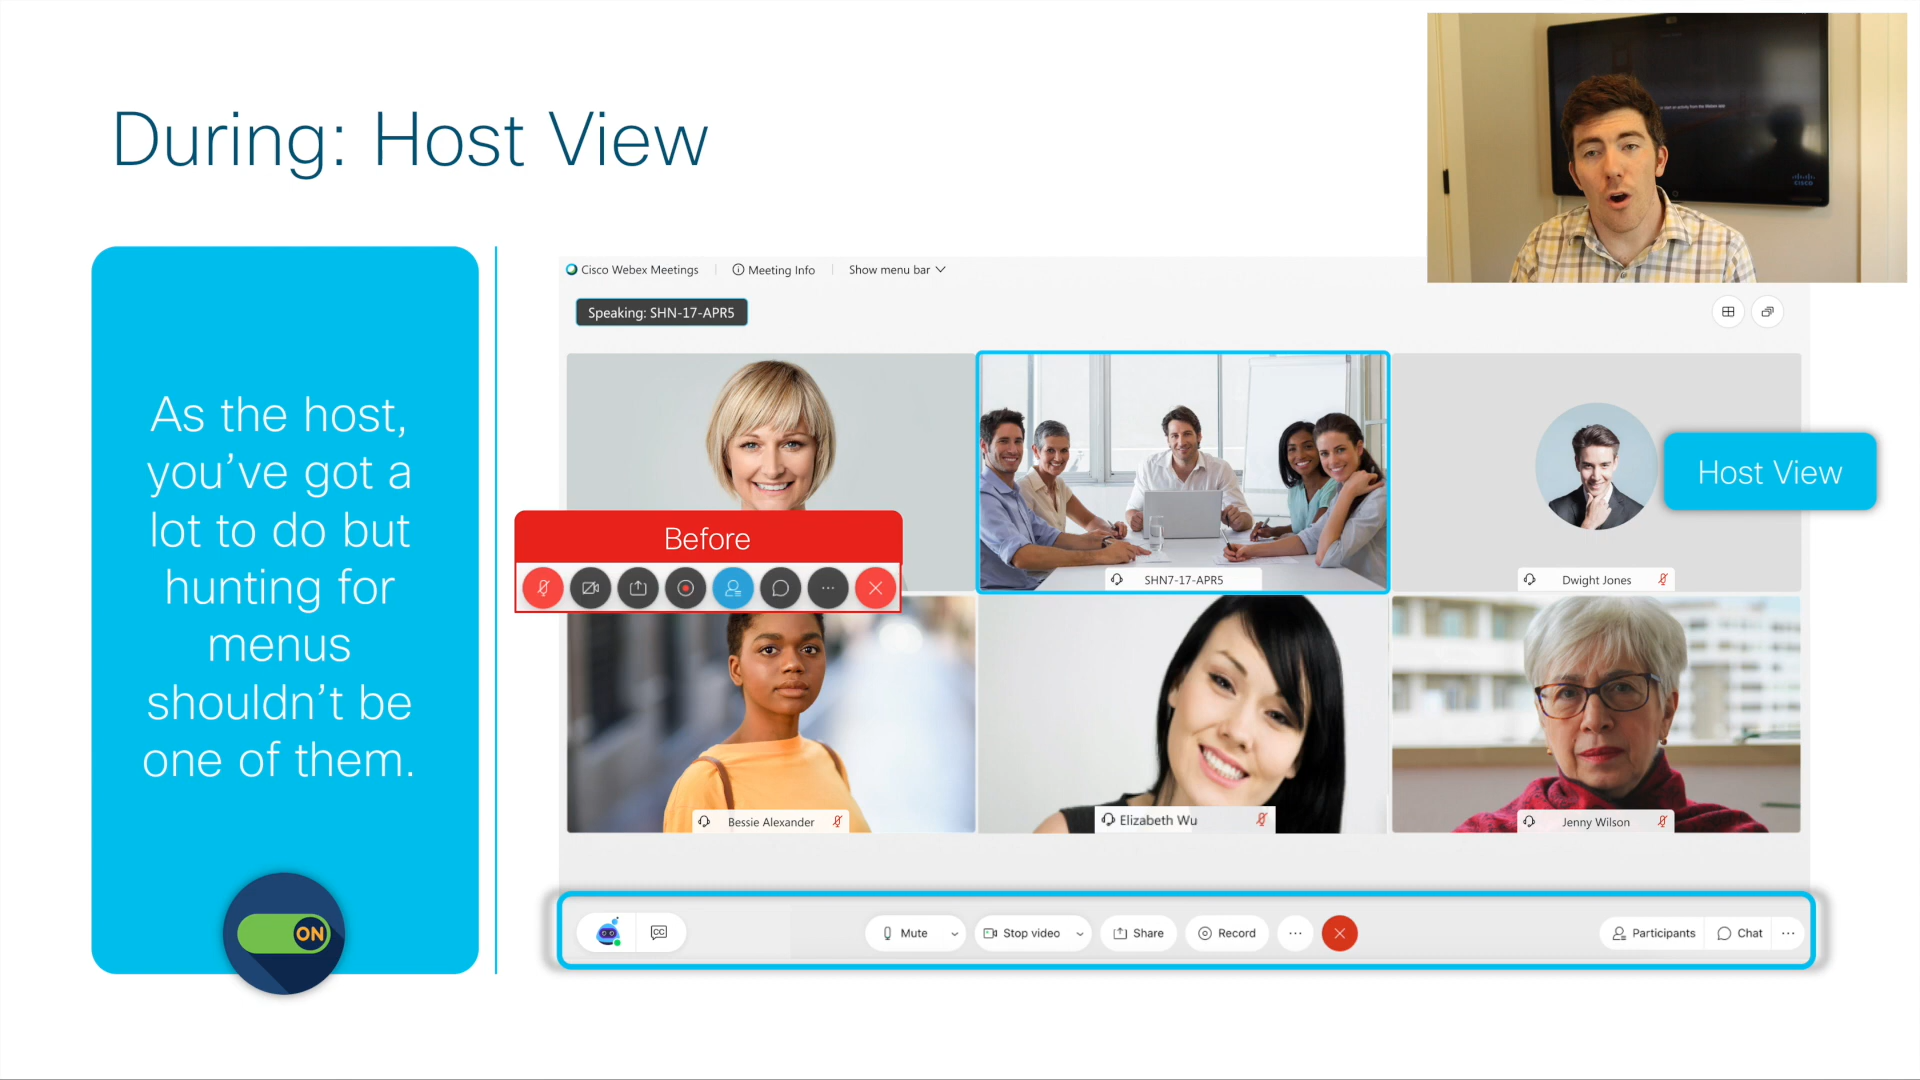 During: Host View
CISCO
Cisco Webex Meetings
Meeting Info
Show menu bar
Speaking: SHN-17-APR5
As the host,
you've got a
lot to do but
hunting for
menus
shouldn't be
one of them.
ON
Host View
Before
SHN7-17-APR5
Dwight Jones
Bessie Alexander
Elizabeth Wu
Jenny Wilson
CC
Mute
Stop video
Share
Record
Participants
Chat